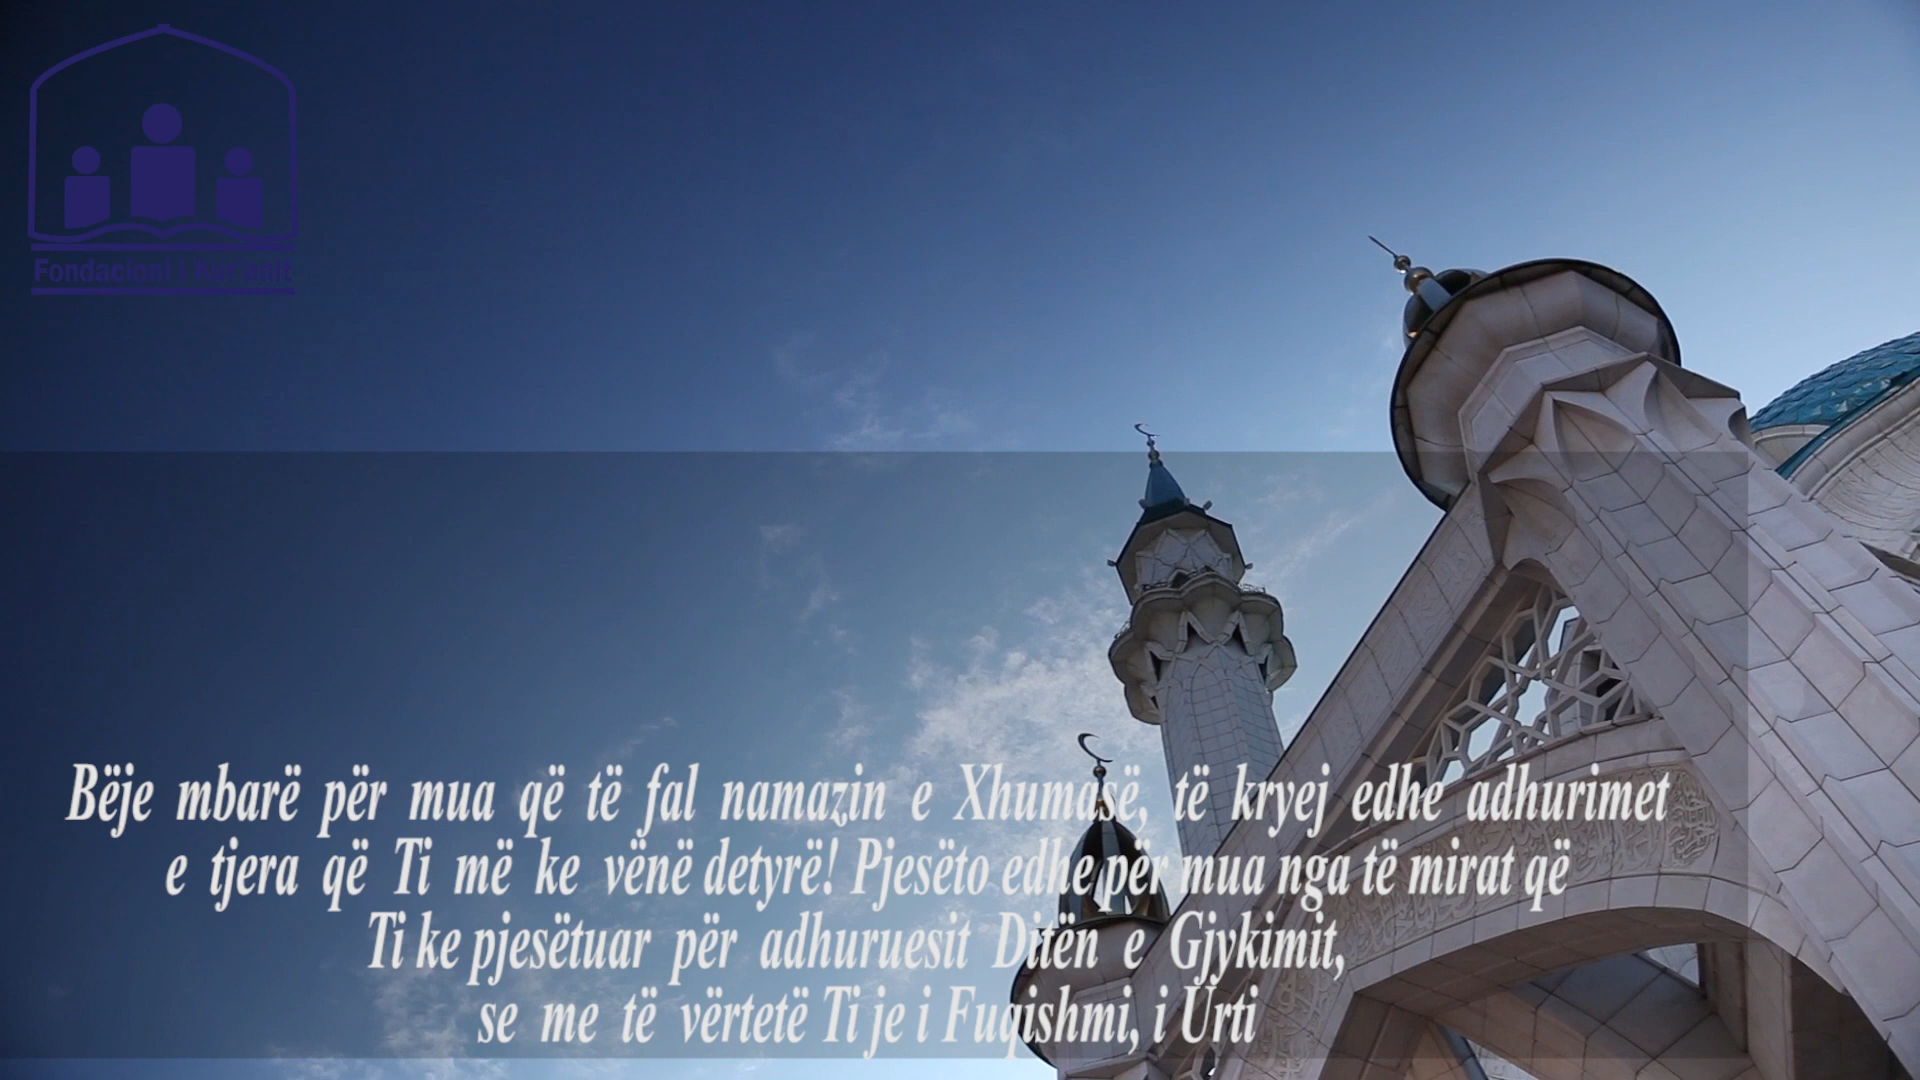 Fondacioni i Kur'anit
Bëje mbarë për mua që të fal namazin e Xhumasë, të kryej edhe adhurimet
e tjera që Ti më ke vënë detyrë! Pjesëto edhe për mua nga të mirat që
Ti ke pjesëtuar për adhuruesit Ditën e Gjykimit,
se me të vërtetë Ti je i Fuqishmi, i Urti